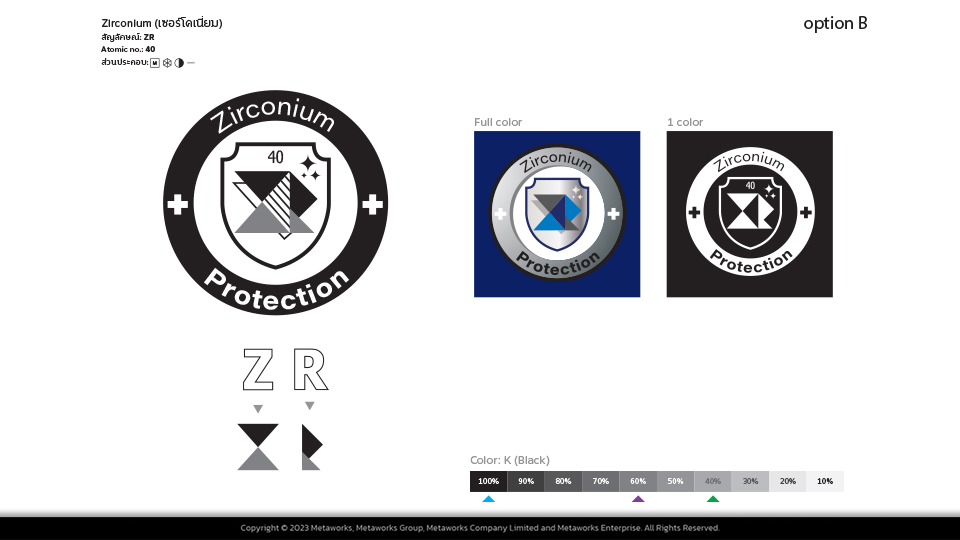 Zirconium (เซอร์โคเนี่ยม)
สัญลักษณ์: ZR
Atomic no.: 40
ส่วนประกอบ: M
option B
Zirconium
40
Protection
Full color
Zirconium
Protection
1 color
Zirconium
40
Protection
Z R
Color: K (Black)
100% 90% 80% 70% 60% 50% 40% 30% 20% 10%
Copyright © 2023 Metaworks, Metaworks Group, Metaworks Company Limited and Metaworks Enterprise. All Rights Reserved.